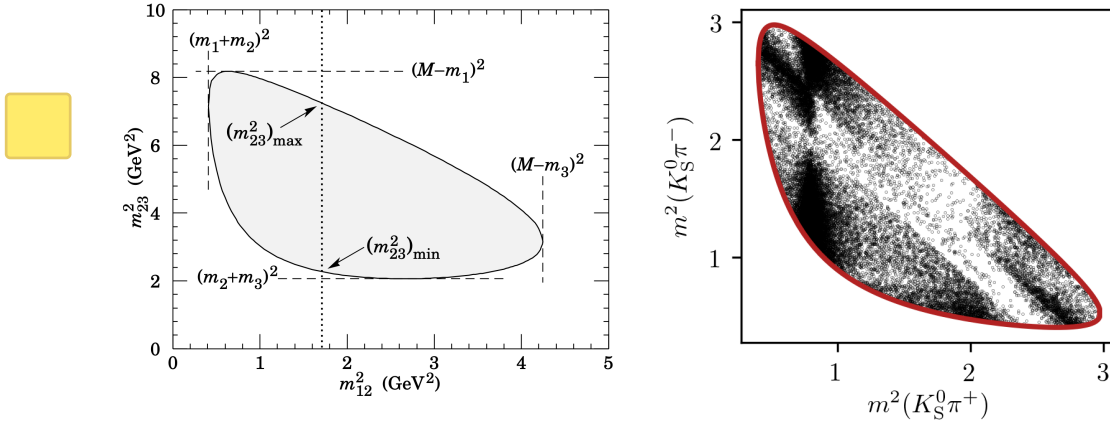 10
8
6
4
2
0
m²₂₃ (GeV²)
(m₁+m₂)²
(M–m₁)²
(m²₂₃)max
(M–m₃)²
(m²₂₃)min
(m₂+m₃)²
0 1 2 3 4 5
m²₁₂ (GeV²)
3
2
1
m²(K⁰Sπ⁻)
1 2 3
m²(K⁰Sπ⁺)